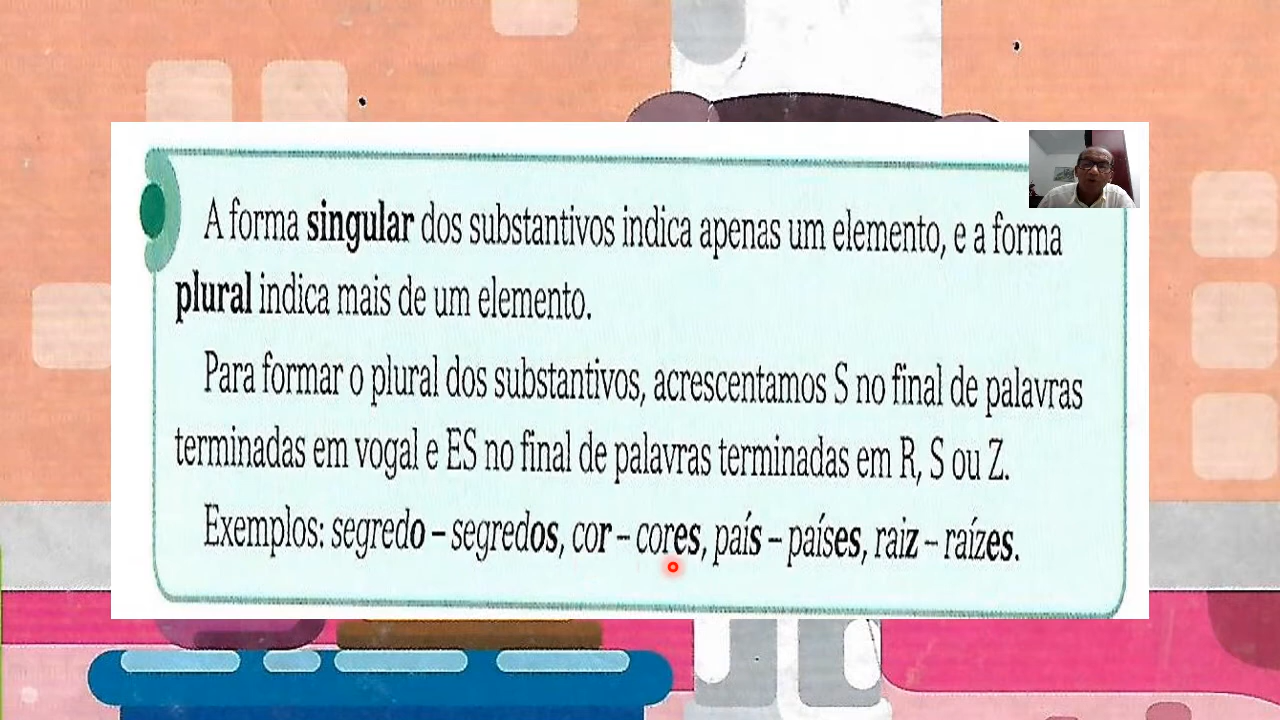 A forma singular dos substantivos indica apenas um elemento, e a forma
plural indica mais de um elemento.
Para formar o plural dos substantivos, acrescentamos S no final de palavras
terminadas em vogal e ES no final de palavras terminadas em R, S ou Z.
Exemplos: segredo – segredos, cor – cores, país – países, raiz – raízes.